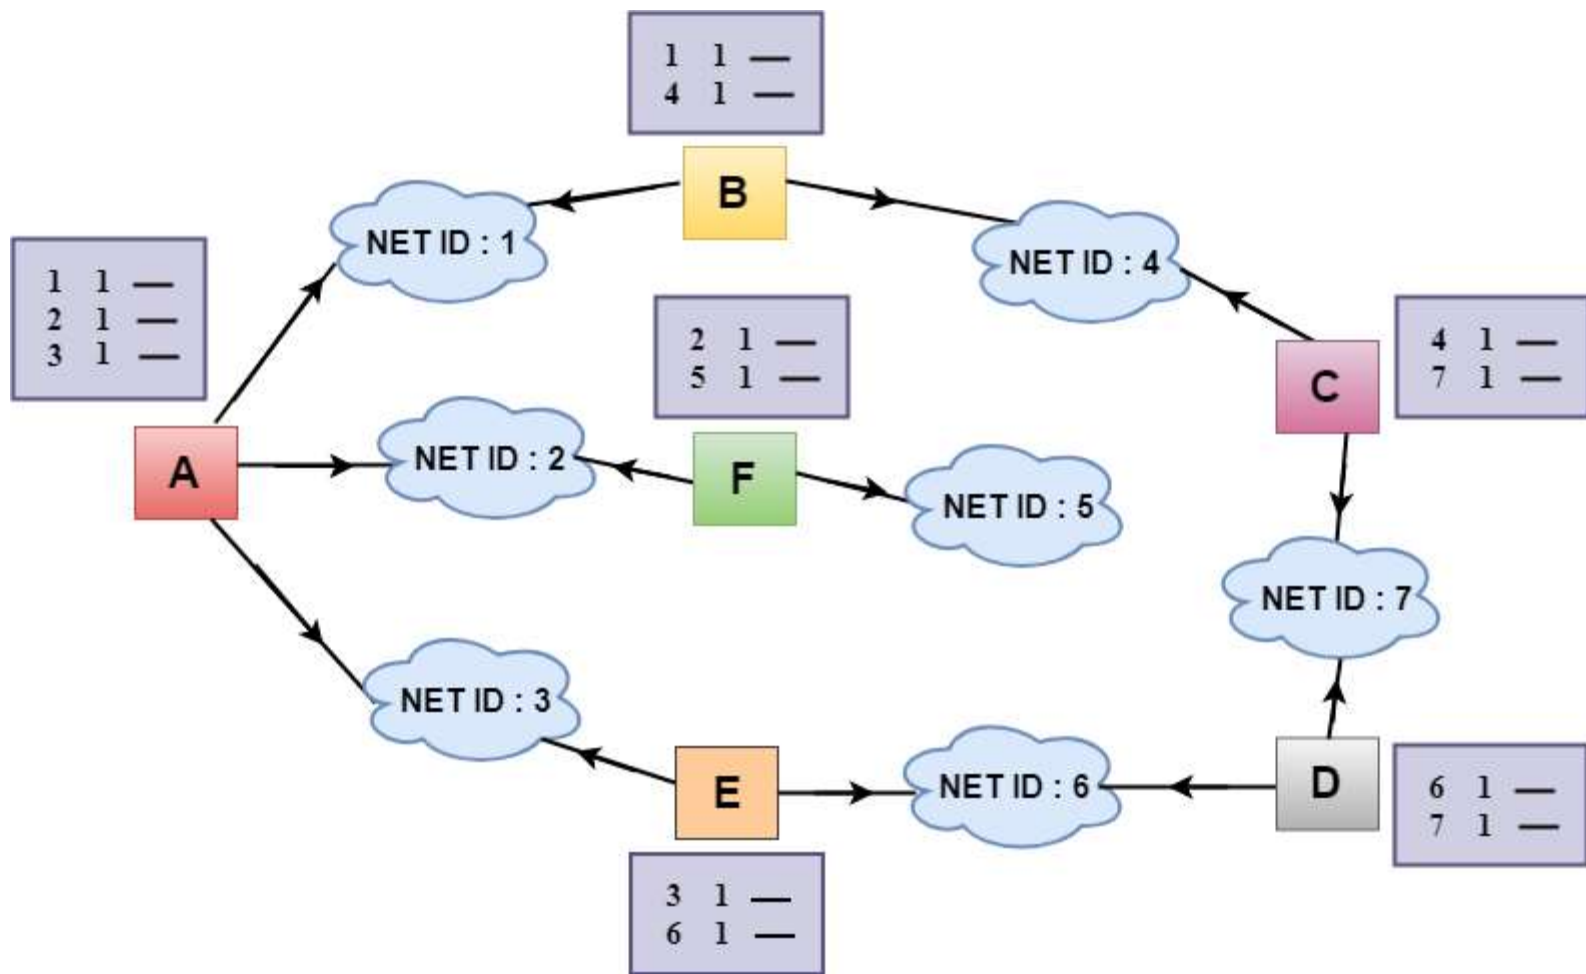 1 1 —
4 1 —
B
NET ID : 1
NET ID : 4
1 1 —
2 1 —
3 1 —
2 1 —
5 1 —
4 1 —
7 1 —
C
A
NET ID : 2
F
NET ID : 5
NET ID : 7
NET ID : 3
E
NET ID : 6
D
6 1 —
7 1 —
3 1 —
6 1 —